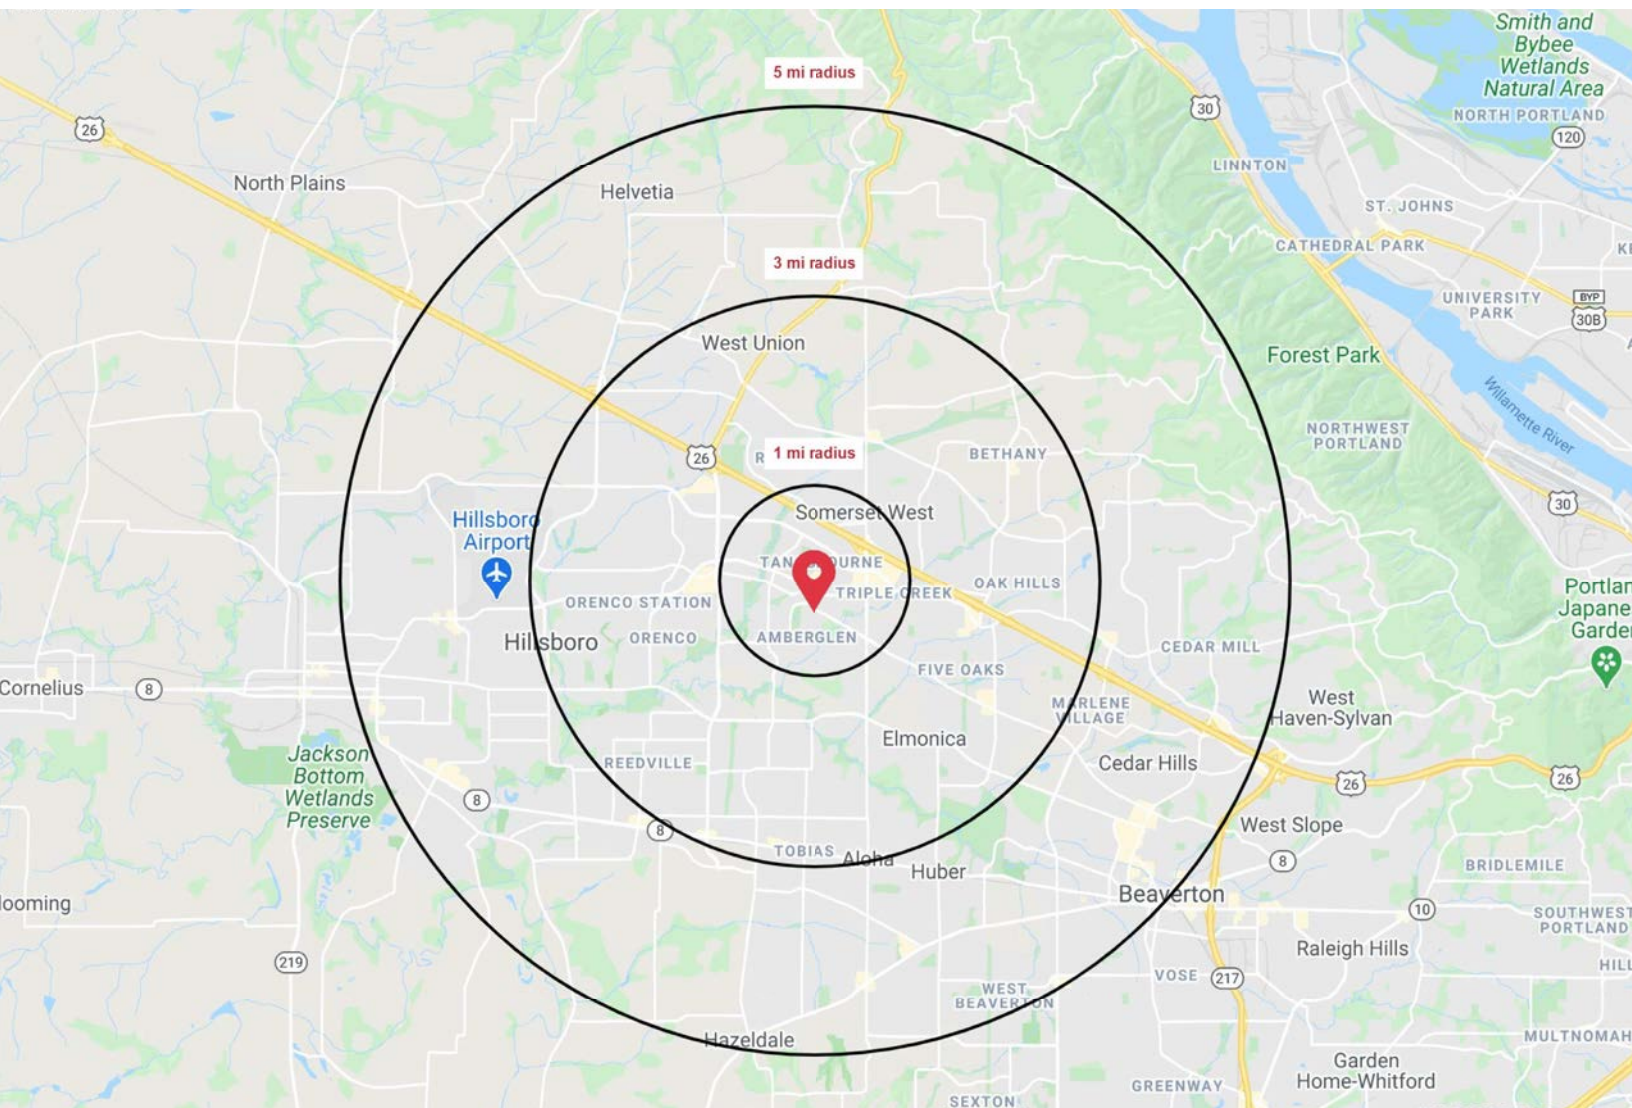 Smith and
Bybee
Wetlands
Natural Area
5 mi radius
30
NORTH PORTLAND
26
120
LINNTON
North Plains
Helvetia
ST. JOHNS
CATHEDRAL PARK
3 mi radius
UNIVERSITY
PARK
BYP
30B
West Union
Forest Park
Willamette River
NORTHWEST
PORTLAND
26
1 mi radius
BETHANY
30
Somerset West
Hillsboro
Airport
OAK HILLS
TRIPLE CREEK
ORENCO STATION
Hillsboro
ORENCO
AMBERGLEN
CEDAR MILL
FIVE OAKS
Cornelius
8
West
Haven-Sylvan
MARLENE
VILLAGE
Elmonica
Cedar Hills
REEDVILLE
Jackson
Bottom
Wetlands
Preserve
8
26
26
8
West Slope
8
TOBIAS
Aloha
Huber
BRIDLEMILE
Beaverton
10
SOUTHWEST
PORTLAND
Raleigh Hills
219
VOSE
217
WEST
BEAVERTON
Hazeldale
MULTNOMAH
Garden
Home-Whitford
GREENWAY
SEXTON